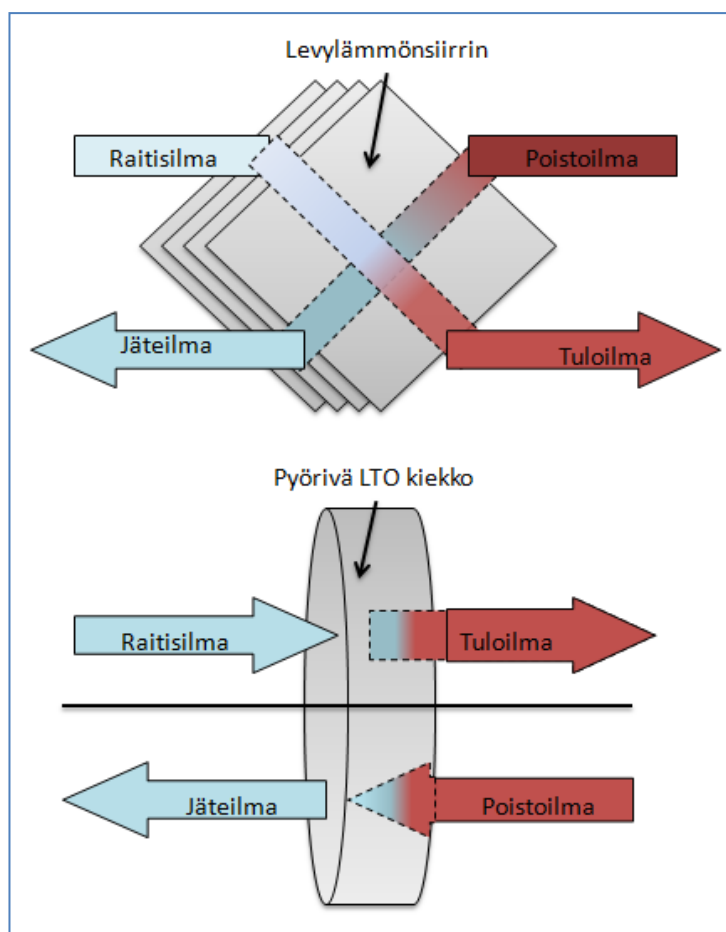 Levylämmönsiirrin
Raitisilma
Poistoilma
Jäteilma
Tuloilma
Pyörivä LTO kiekko
Raitisilma
Tuloilma
Jäteilma
Poistoilma